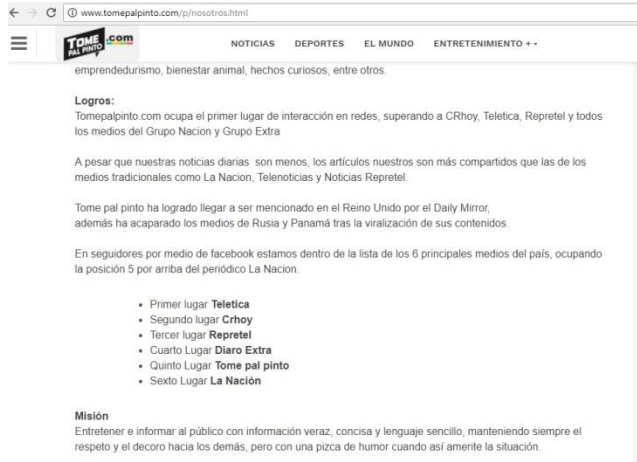 www.tomepalpinto.com/p/nosotros.html
TOME PAL PINTO .com
NOTICIAS DEPORTES EL MUNDO ENTRETENIMIENTO +
emprendedurismo, bienestar animal, hechos curiosos, entre otros.
Logros:
Tomepalpinto.com ocupa el primer lugar de interacción en redes, superando a CRhoy, Teletica, Repretel y todos
los medios del Grupo Nacion y Grupo Extra
A pesar que nuestras noticias diarias son menos, los artículos nuestros son más compartidos que las de los
medios tradicionales como La Nacion, Telenoticias y Noticias Repretel.
Tome pal pinto ha logrado llegar a ser mencionado en el Reino Unido por el Daily Mirror,
además ha acaparado los medios de Rusia y Panamá tras la viralización de sus contenidos.
En seguidores por medio de facebook estamos dentro de la lista de los 6 principales medios del país, ocupando
la posición 5 por arriba del periódico La Nacion.
• Primer lugar Teletica
• Segundo lugar Crhoy
• Tercer lugar Repretel
• Cuarto Lugar Diaro Extra
• Quinto Lugar Tome pal pinto
• Sexto Lugar La Nación
Misión
Entretener e informar al público con información veraz, concisa y lenguaje sencillo, manteniendo siempre el
respeto y el decoro hacia los demás, pero con una pizca de humor cuando así amerite la situación.